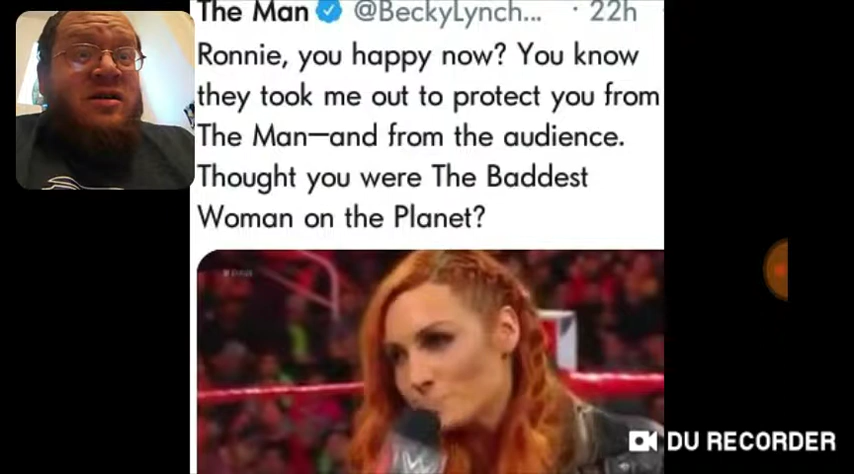 The Man @BeckyLynch... · 22h
Ronnie, you happy now? You know
they took me out to protect you from
The Man—and from the audience.
Thought you were The Baddest
Woman on the Planet?
DU RECORDER